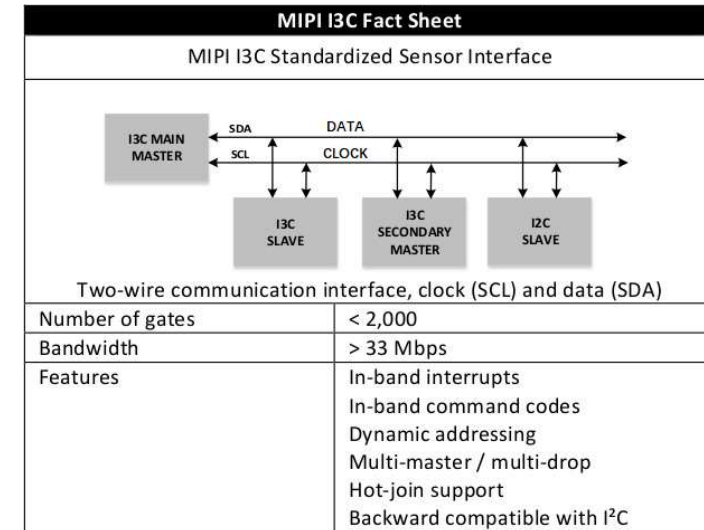 MIPI I3C Fact Sheet
MIPI I3C Standardized Sensor Interface
I3C MAIN
MASTER
SDA
DATA
SCL
CLOCK
I3C
SLAVE
I3C
SECONDARY
MASTER
I2C
SLAVE
Two-wire communication interface, clock (SCL) and data (SDA)
Number of gates < 2,000
Bandwidth > 33 Mbps
Features In-band interrupts
In-band command codes
Dynamic addressing
Multi-master / multi-drop
Hot-join support
Backward compatible with I²C